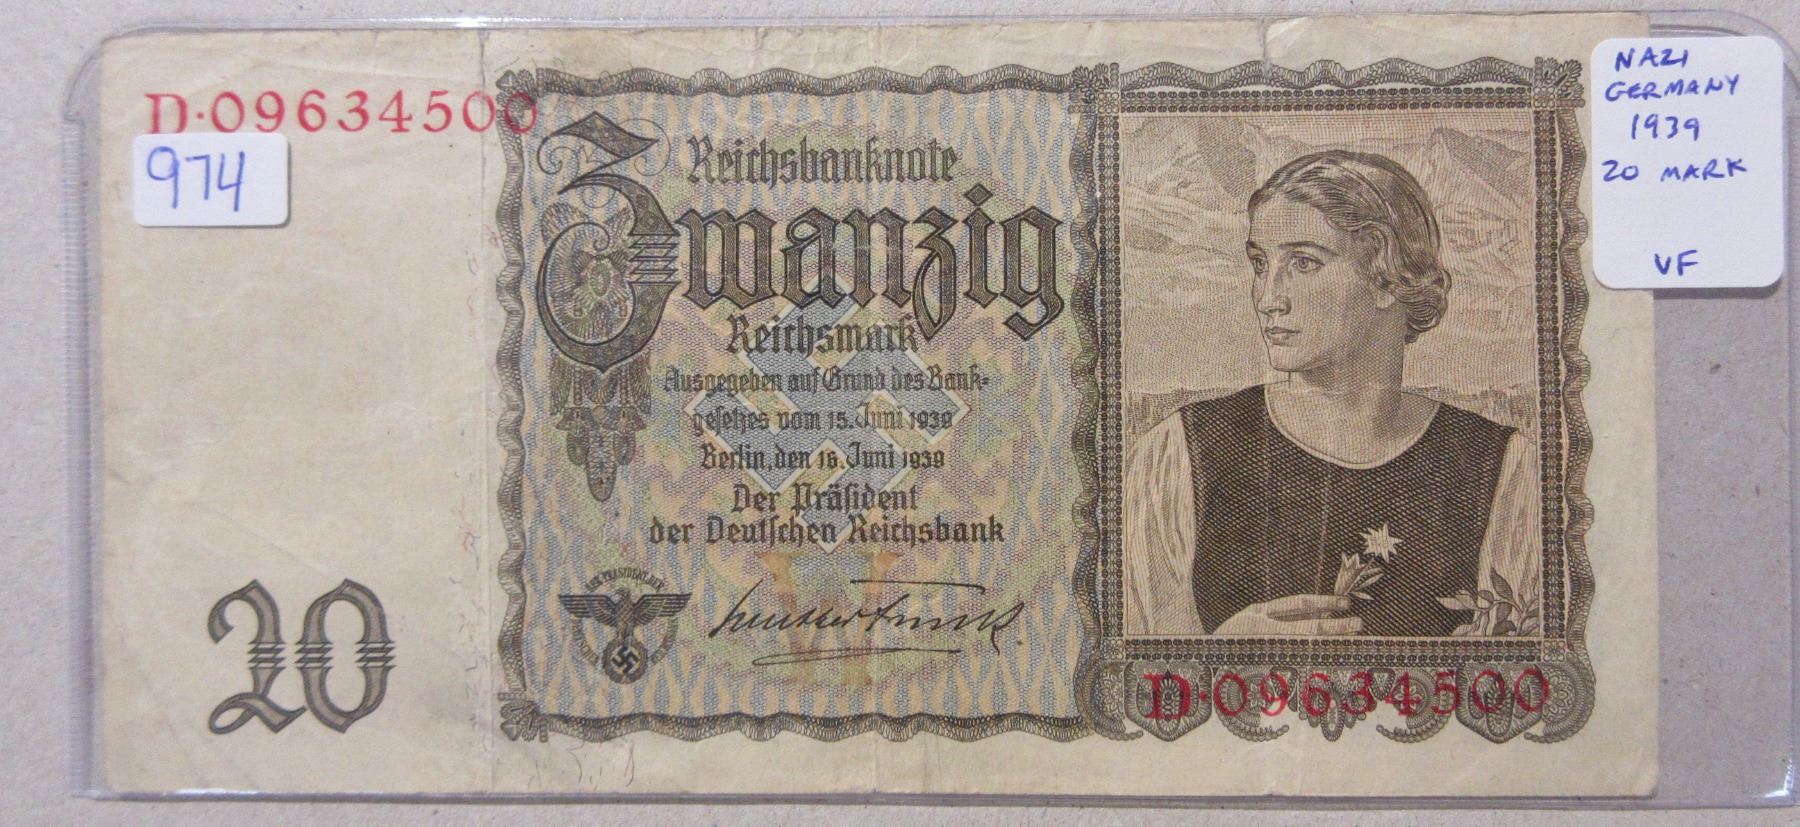 D·09634500
974
Reichsbanknote
Zwanzig
Reichsmark
Ausgegeben auf Grund des Bank-
gesetzes vom 15. Juni 1939
Berlin, den 16. Juni 1939
Der Präsident
der Deutschen Reichsbank
20
D·09634500
NAZI
GERMANY
1939
20 MARK
VF